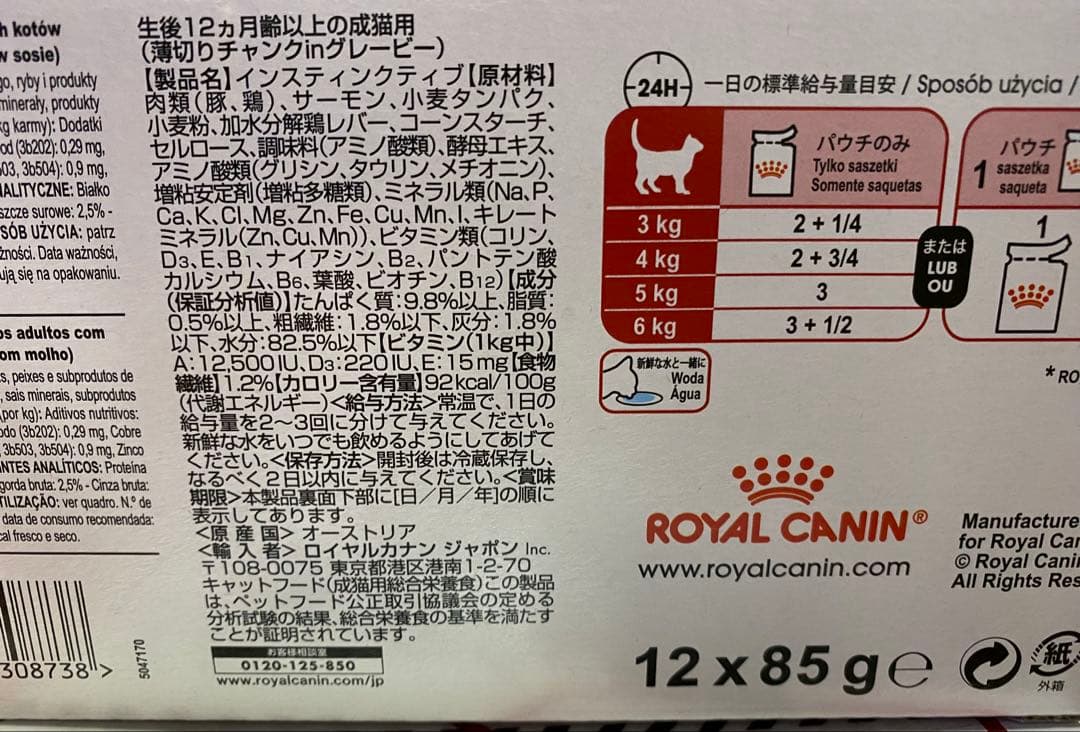 h kotów
w sosie)
go, ryby i produkty
minerały, produkty
kg karmy): Dodatki
od (3b202): 0,29 mg,
503, 3b504): 0,9 mg,
IALITYCZNE: Białko
szcze surowe: 2,5% -
SÓB UŻYCIA: patrz
żności. Data ważności,
ują się na opakowaniu.
os adultos com
om molho)
s, peixes e subprodutos de
, sais minerais, subprodutos
por kg): Aditivos nutritivos:
odo (3b202): 0,29 mg, Cobre
3b503, 3b504): 0,9 mg, Zinco
NTES ANALÍTICOS: Proteína
gorda bruta: 2,5% - Cinza bruta:
TILIZAÇÃO: ver quadro. N.º de
data de consumo recomendada:
cal fresco e seco.
308738 >
5047170
生後12ヵ月齢以上の成猫用
(薄切りチャンクinグレービー)
【製品名】インスティンクティブ【原材料】
肉類(豚、鶏)、サーモン、小麦タンパク、
小麦粉、加水分解鶏レバー、コーンスターチ、
セルロース、調味料(アミノ酸類)、酵母エキス、
アミノ酸類(グリシン、タウリン、メチオニン)、
増粘安定剤(増粘多糖類)、ミネラル類(Na、P、
Ca、K、Cl、Mg、Zn、Fe、Cu、Mn、I、キレート
ミネラル(Zn、Cu、Mn))、ビタミン類(コリン、
D3、E、B1、ナイアシン、B2、パントテン酸
カルシウム、B6、葉酸、ビオチン、B12)【成分
(保証分析値)】たんぱく質:9.8%以上、脂質:
0.5%以上、粗繊維:1.8%以下、灰分:1.8%
以下、水分:82.5%以下【ビタミン(1kg中)】
A:12,500IU、D3:220IU、E:15mg【食物
繊維】1.2%【カロリー含有量】92kcal/100g
(代謝エネルギー)<給与方法>常温で、1日の
給与量を2～3回に分けて与えてください。
新鮮な水をいつでも飲めるようにしてあげて
ください。<保存方法>開封後は冷蔵保存し、
なるべく2日以内に与えてください。<賞味
期限>本製品裏面下部に[日/月/年]の順に
表示してあります。
<原産国> オーストリア
<輸入者> ロイヤルカナン ジャポン Inc.
〒108-0075 東京都港区港南1-2-70
キャットフード(成猫用総合栄養食)この製品
は、ペットフード公正取引協議会の定める
分析試験の結果、総合栄養食の基準を満たす
ことが証明されています。
お客様相談室
0120-125-850
www.royalcanin.com/jp
24H
一日の標準給与量目安 / Sposób użycia /
パウチのみ
Tylko saszetki
Somente saquetas
1 パウチ
saszetka
saqueta
3 kg 2 + 1/4
4 kg 2 + 3/4
5 kg 3
6 kg 3 + 1/2
または
LUB
OU
1
新鮮な水と一緒に
Woda
Água
* RO
ROYAL CANIN®
www.royalcanin.com
Manufacture
for Royal Can
© Royal Canin
All Rights Res
12 x 85 g e
紙
外箱